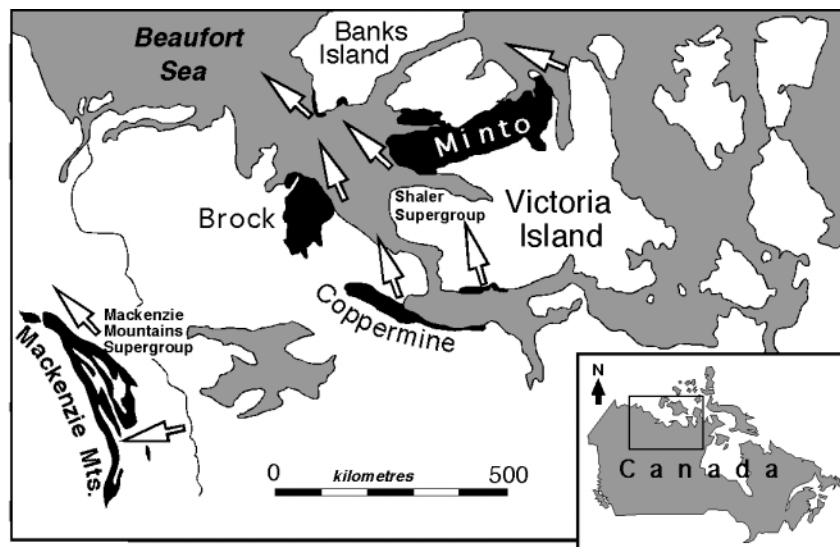 Beaufort
Sea
Banks
Island
Minto
Brock
Shaler
Supergroup
Victoria
Island
Coppermine
Mackenzie
Mountains
Supergroup
Mackenzie Mts.
0 kilometres 500
N
Canada